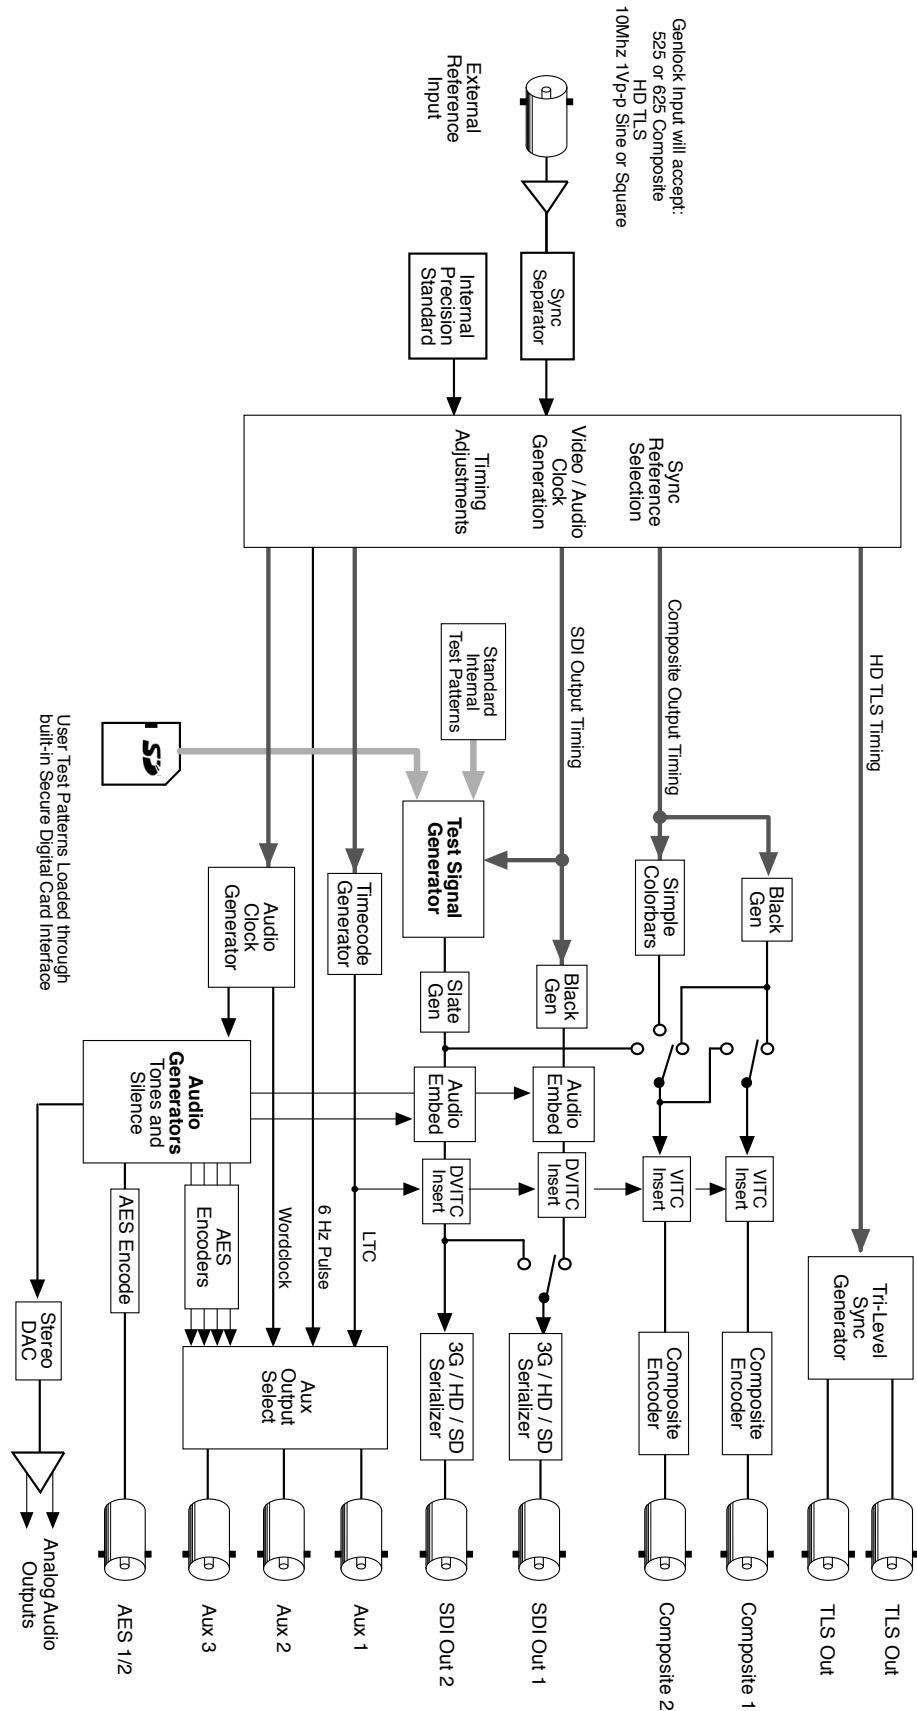 Genlock Input will accept:
525 or 625 Composite
HD TLS
10Mhz 1Vp-p Sine or Square
External
Reference
Input
Sync
Separator
Internal
Precision
Standard
Sync
Reference
Selection
Video / Audio
Clock
Generation
Timing
Adjustments
HD TLS Timing
Composite Output Timing
SDI Output Timing
Standard
Internal
Test Patterns
SD
User Test Patterns Loaded through
built-in Secure Digital Card Interface
Black
Gen
Simple
Colorbars
Test Signal
Generator
Timecode
Generator
Audio
Clock
Generator
Black
Gen
Slate
Gen
Audio
Generators
Tones and
Silence
Audio
Embed
Audio
Embed
VITC
Insert
VITC
Insert
DVITC
Insert
DVITC
Insert
LTC
6 Hz Pulse
Wordclock
AES
Encoders
AES Encode
Tri-Level
Sync
Generator
Composite
Encoder
Composite
Encoder
3G / HD / SD
Serializer
3G / HD / SD
Serializer
Aux
Output
Select
Stereo
DAC
TLS Out
TLS Out
Composite 1
Composite 2
SDI Out 1
SDI Out 2
Aux 1
Aux 2
Aux 3
AES 1/2
Analog Audio
Outputs